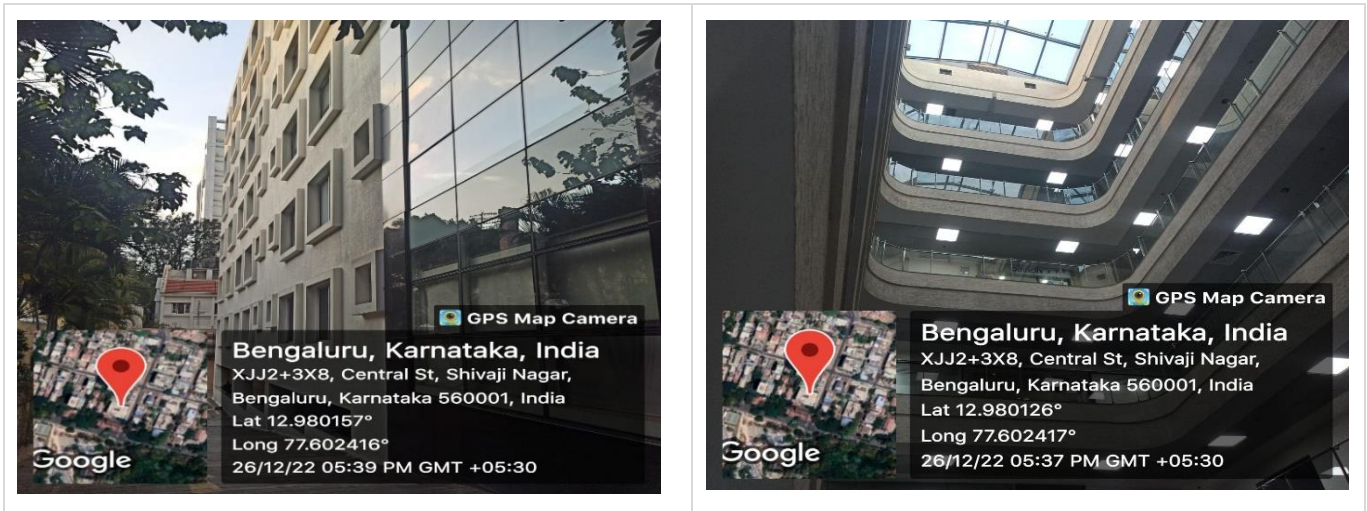 GPS Map Camera
Bengaluru, Karnataka, India
XJJ2+3X8, Central St, Shivaji Nagar,
Bengaluru, Karnataka 560001, India
Lat 12.980157°
Long 77.602416°
26/12/22 05:39 PM GMT +05:30
Google
GPS Map Camera
Bengaluru, Karnataka, India
XJJ2+3X8, Central St, Shivaji Nagar,
Bengaluru, Karnataka 560001, India
Lat 12.980126°
Long 77.602417°
26/12/22 05:37 PM GMT +05:30
Google